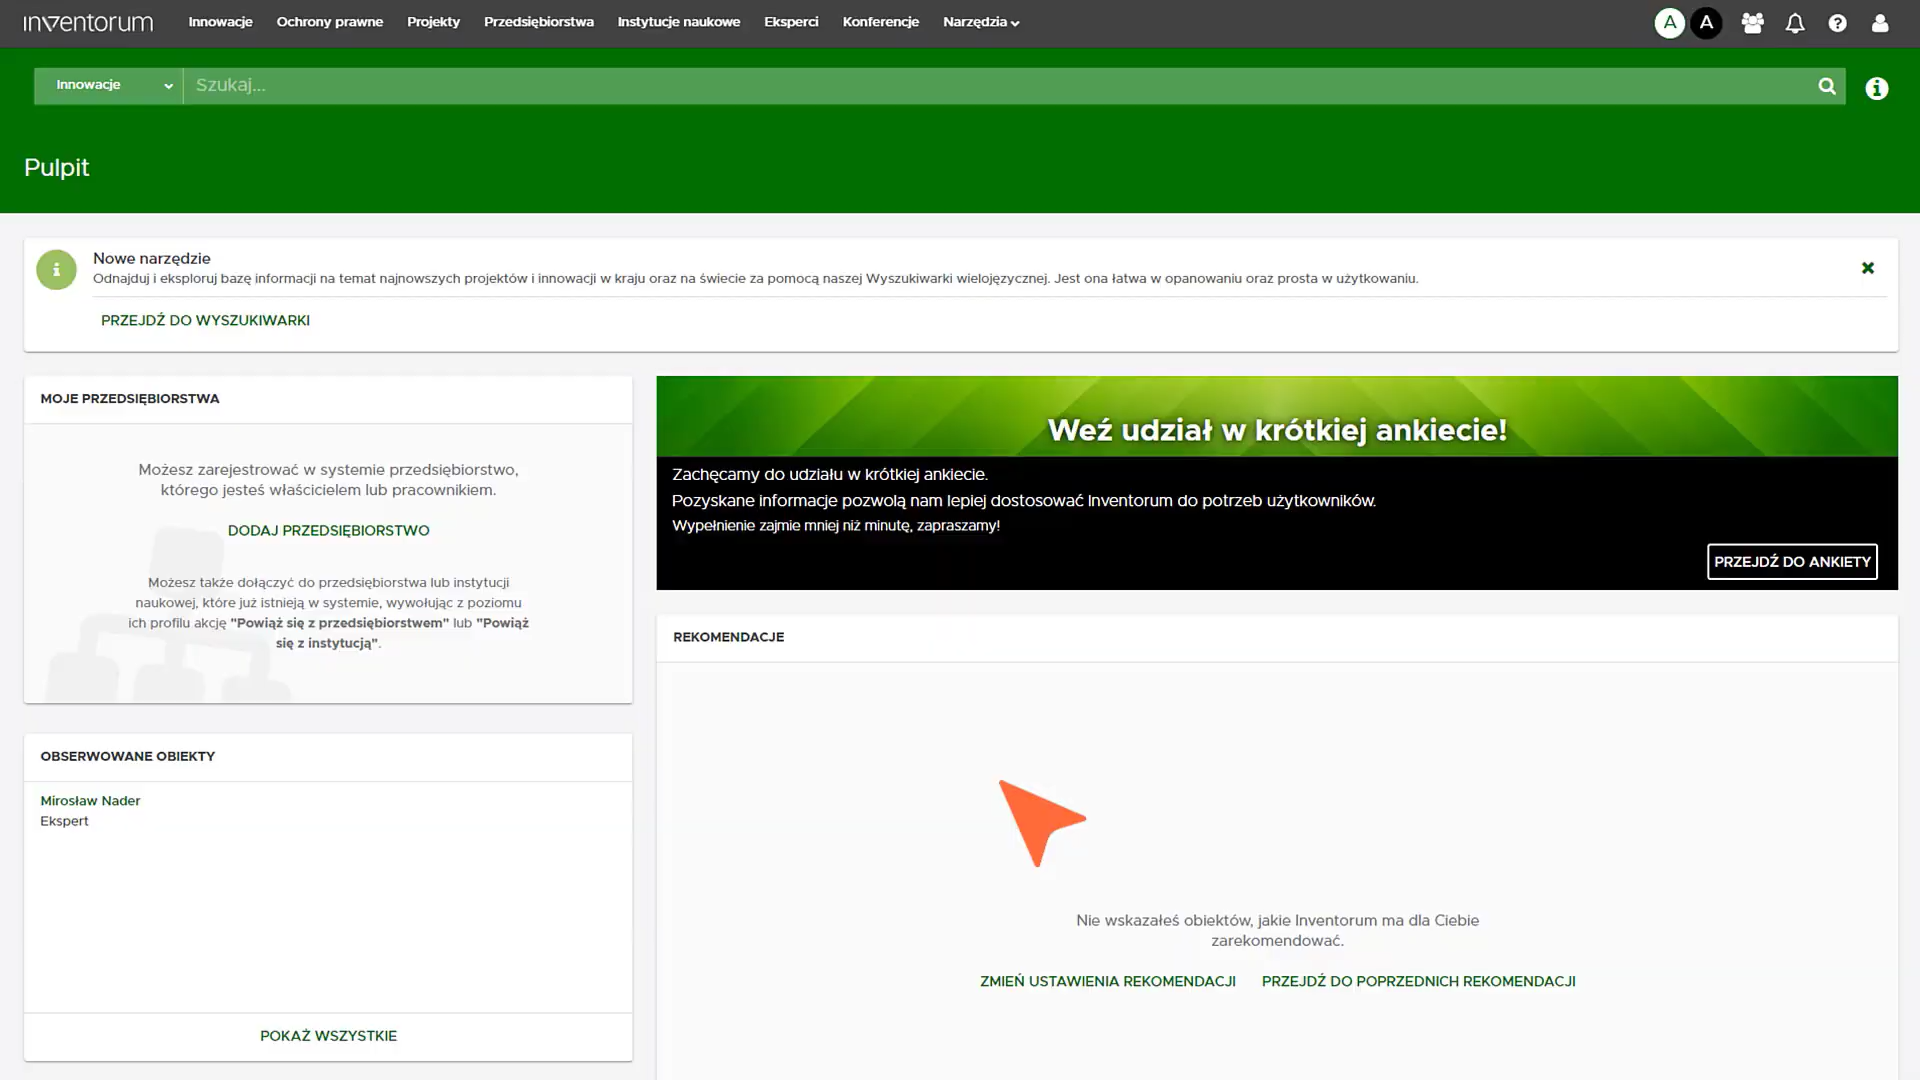 inventorum
Innowacje
Ochrony prawne
Projekty
Przedsiębiorstwa
Instytucje naukowe
Eksperci
Konferencje
Narzędzia
A
A
Innowacje
Szukaj...
Pulpit
Nowe narzędzie
Odnajduj i eksploruj bazę informacji na temat najnowszych projektów i innowacji w kraju oraz na świecie za pomocą naszej Wyszukiwarki wielojęzycznej. Jest ona łatwa w opanowaniu oraz prosta w użytkowaniu.
PRZEJDŹ DO WYSZUKIWARKI
MOJE PRZEDSIĘBIORSTWA
Możesz zarejestrować w systemie przedsiębiorstwo,
którego jesteś właścicielem lub pracownikiem.
DODAJ PRZEDSIĘBIORSTWO
Możesz także dołączyć do przedsiębiorstwa lub instytucji
naukowej, które już istnieją w systemie, wywołując z poziomu
ich profilu akcję "Powiąż się z przedsiębiorstwem" lub "Powiąż
się z instytucją".
OBSERWOWANE OBIEKTY
Mirosław Nader
Ekspert
POKAŻ WSZYSTKIE
Weź udział w krótkiej ankiecie!
Zachęcamy do udziału w krótkiej ankiecie.
Pozyskane informacje pozwolą nam lepiej dostosować Inventorum do potrzeb użytkowników.
Wypełnienie zajmie mniej niż minutę, zapraszamy!
PRZEJDŹ DO ANKIETY
REKOMENDACJE
Nie wskazałeś obiektów, jakie Inventorum ma dla Ciebie
zarekomendować.
ZMIEŃ USTAWIENIA REKOMENDACJI
PRZEJDŹ DO POPRZEDNICH REKOMENDACJI